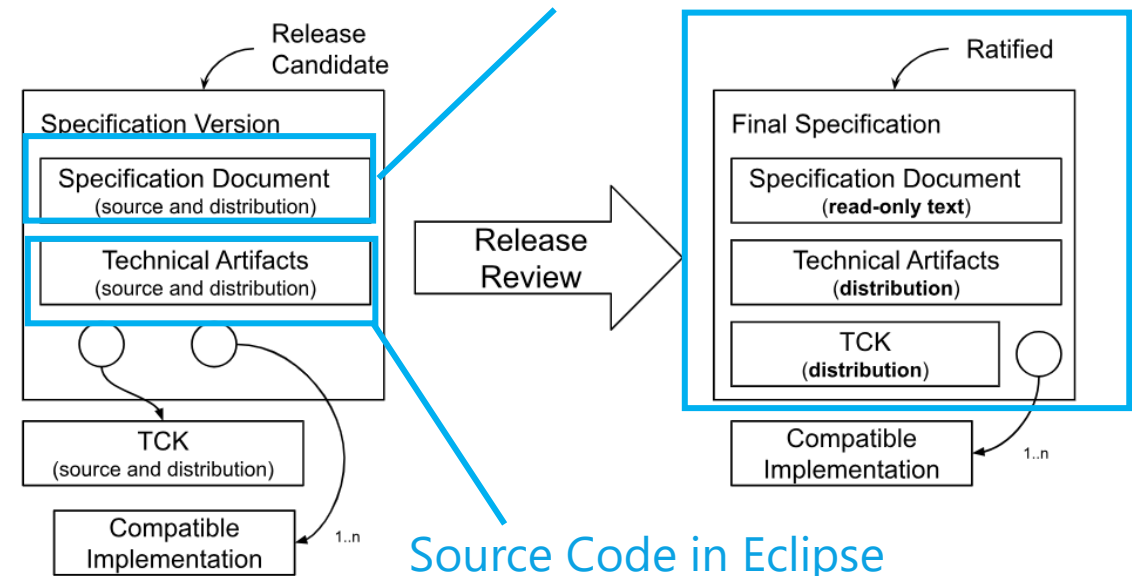 Release
Candidate
Specification Version
Specification Document
(source and distribution)
Technical Artifacts
(source and distribution)
TCK
(source and distribution)
Compatible
Implementation
1..n
Release
Review
Ratified
Final Specification
Specification Document
(read-only text)
Technical Artifacts
(distribution)
TCK
(distribution)
Compatible
Implementation
1..n
Source Code in Eclipse